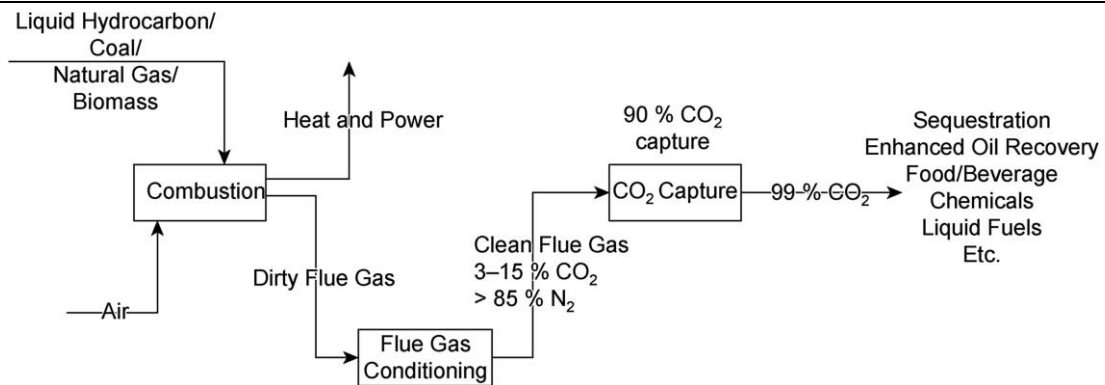 Liquid Hydrocarbon/
Coal/
Natural Gas/
Biomass
Heat and Power
Combustion
Air
Dirty Flue Gas
Flue Gas
Conditioning
Clean Flue Gas
3–15 % CO₂
> 85 % N₂
90 % CO₂
capture
CO₂ Capture
99 % CO₂
Sequestration
Enhanced Oil Recovery
Food/Beverage
Chemicals
Liquid Fuels
Etc.